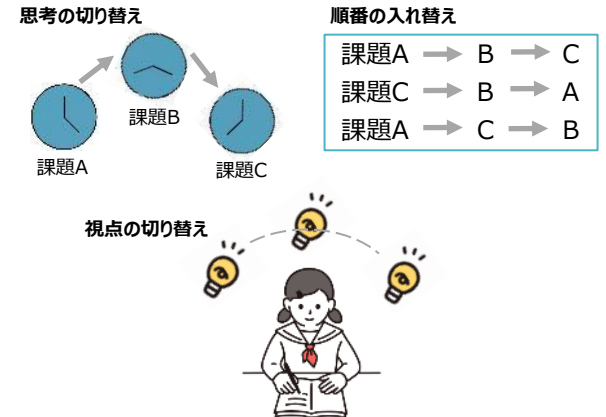 思考の切り替え
課題A
課題B
課題C
順番の入れ替え
課題A → B → C
課題C → B → A
課題A → C → B
視点の切り替え